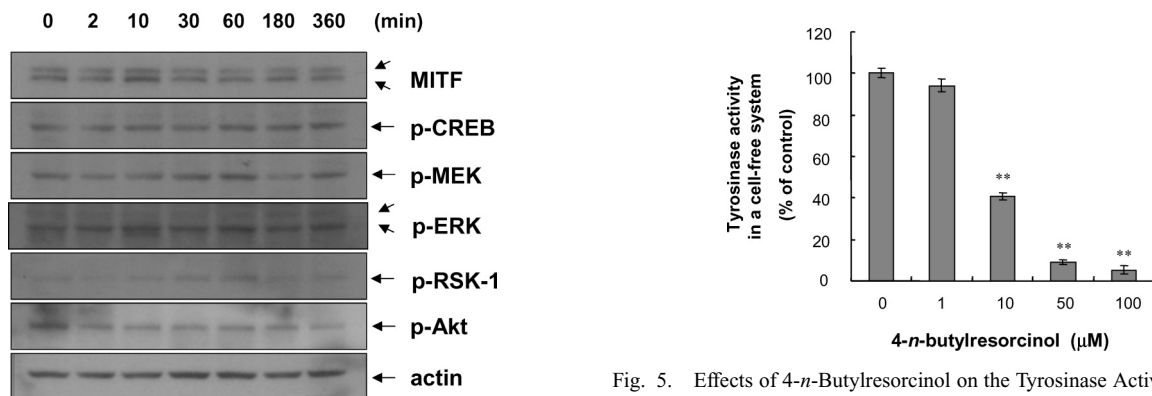 0 2 10 30 60 180 360 (min)
MITF
p-CREB
p-MEK
p-ERK
p-RSK-1
p-Akt
actin
Tyrosinase activity
in a cell-free system
(% of control)
120
100
80
60
40
20
0
**
**
**
0 1 10 50 100
4-n-butylresorcinol (μM)
Fig. 5. Effects of 4-n-Butylresorcinol on the Tyrosinase Activ